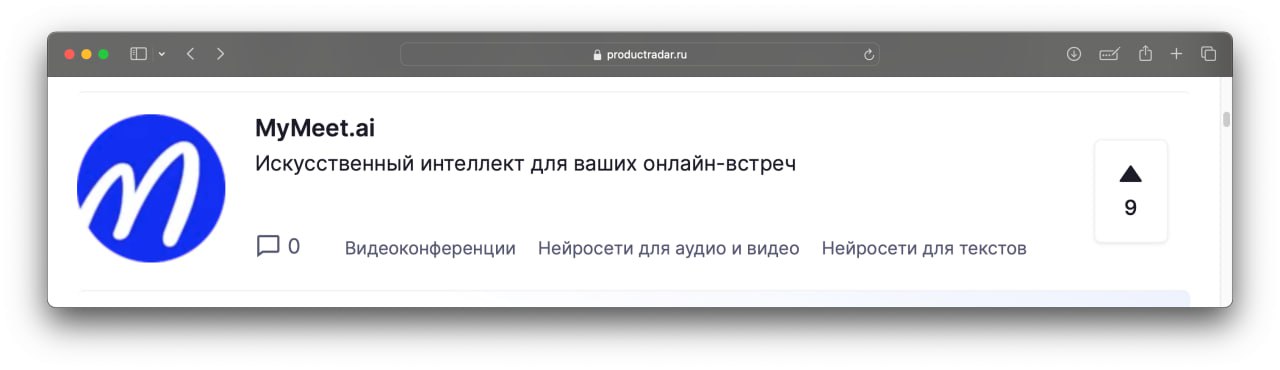 productradar.ru
MyMeet.ai
Искусственный интеллект для ваших онлайн-встреч
9
0 Видеоконференции Нейросети для аудио и видео Нейросети для текстов